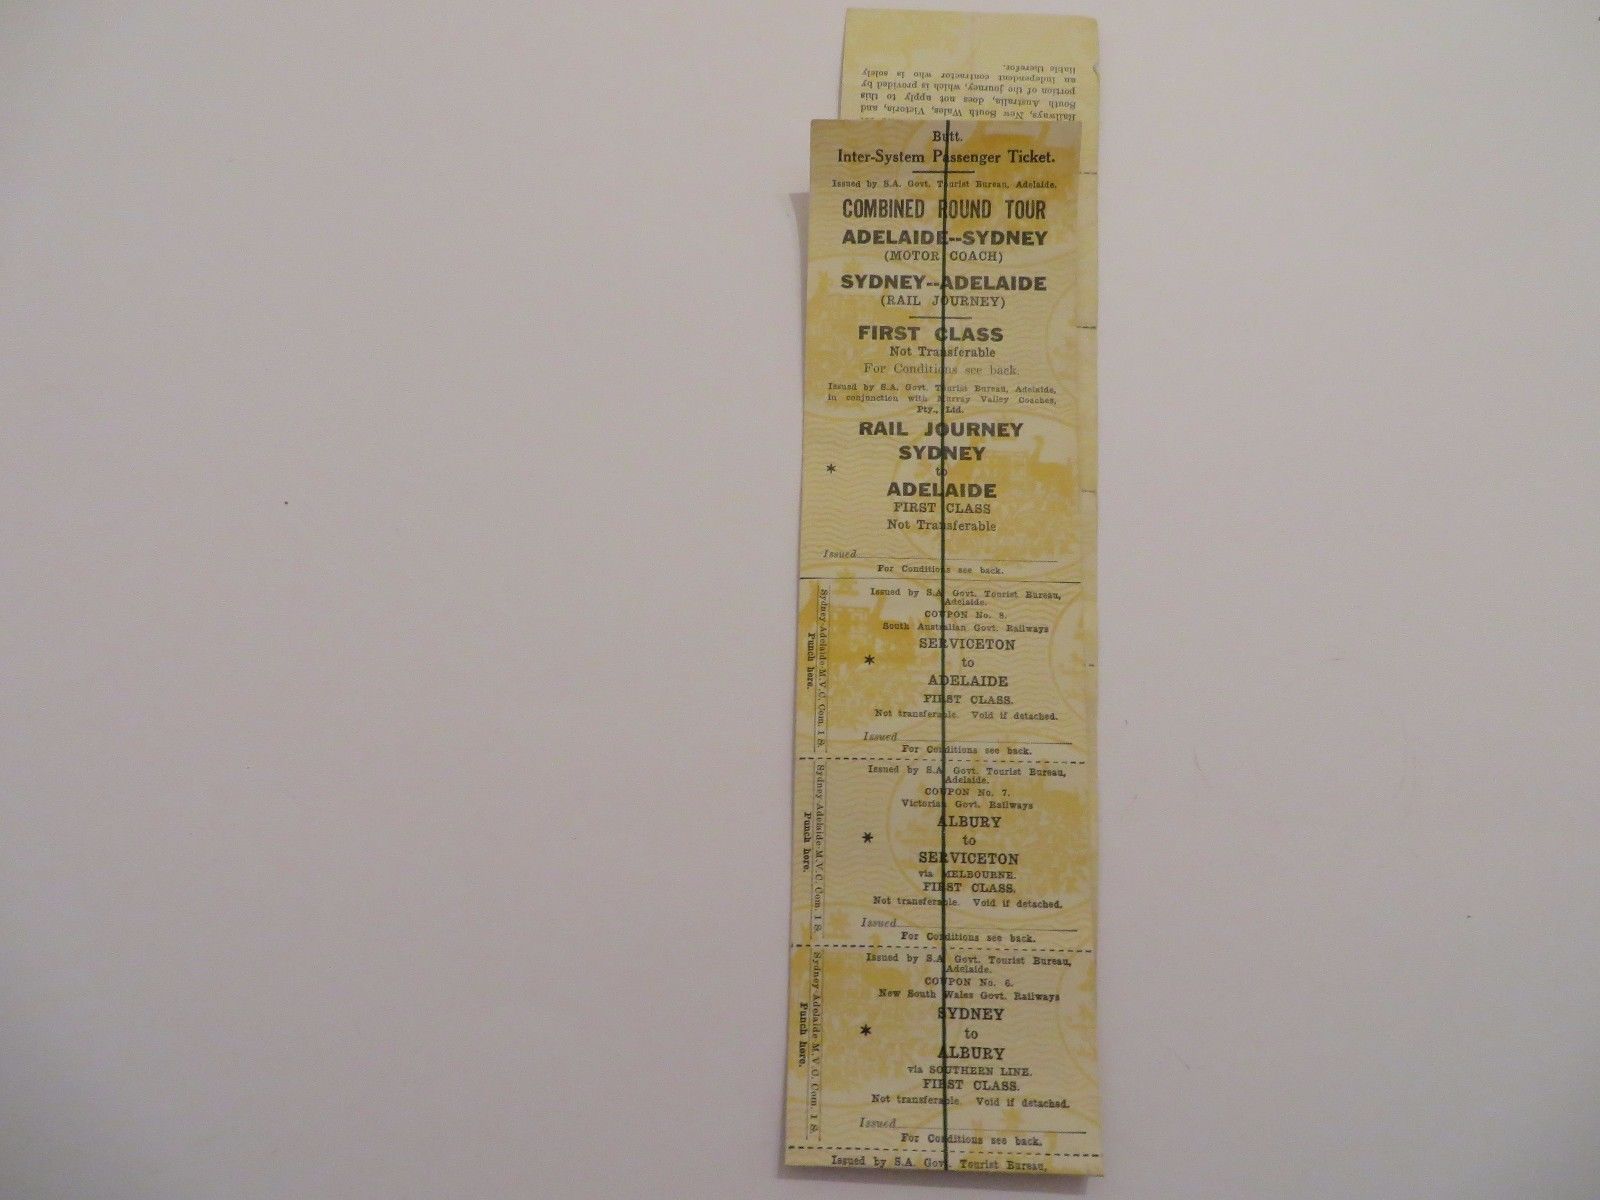 Railways, New South Wales, Victoria, and
South Australia, does not apply to this
portion of the journey, which is provided by
an independent contractor who is solely
liable therefor.
Butt.
Inter-System Passenger Ticket.
Issued by S.A. Govt. Tourist Bureau, Adelaide.
COMBINED ROUND TOUR
ADELAIDE--SYDNEY
(MOTOR COACH)
SYDNEY--ADELAIDE
(RAIL JOURNEY)
FIRST CLASS
Not Transferable
For Conditions see back.
Issued by S.A. Govt. Tourist Bureau, Adelaide,
in conjunction with Murray Valley Coaches,
Pty., Ltd.
RAIL JOURNEY
SYDNEY
to
* ADELAIDE
FIRST CLASS
Not Transferable
Issued
For Conditions see back.
Sydney-Adelaide-M.V.C. Com. 1 S.
Punch here.
Issued by S.A. Govt. Tourist Bureau,
Adelaide.
COUPON No. 8.
South Australian Govt. Railways
SERVICETON
* to
ADELAIDE
FIRST CLASS.
Not transferable. Void if detached.
Issued
For Conditions see back.
Sydney-Adelaide-M.V.C. Com. 1 S.
Punch here.
Issued by S.A. Govt. Tourist Bureau,
Adelaide.
COUPON No. 7.
Victorian Govt. Railways
ALBURY
* to
SERVICETON
via MELBOURNE.
FIRST CLASS.
Not transferable. Void if detached.
Issued
For Conditions see back.
Sydney-Adelaide M.V.C. Com. 1 S.
Punch here.
Issued by S.A. Govt. Tourist Bureau,
Adelaide.
COUPON No. 6.
New South Wales Govt. Railways
SYDNEY
* to
ALBURY
via SOUTHERN LINE.
FIRST CLASS.
Not transferable. Void if detached.
Issued
For Conditions see back.
Issued by S.A. Govt. Tourist Bureau,